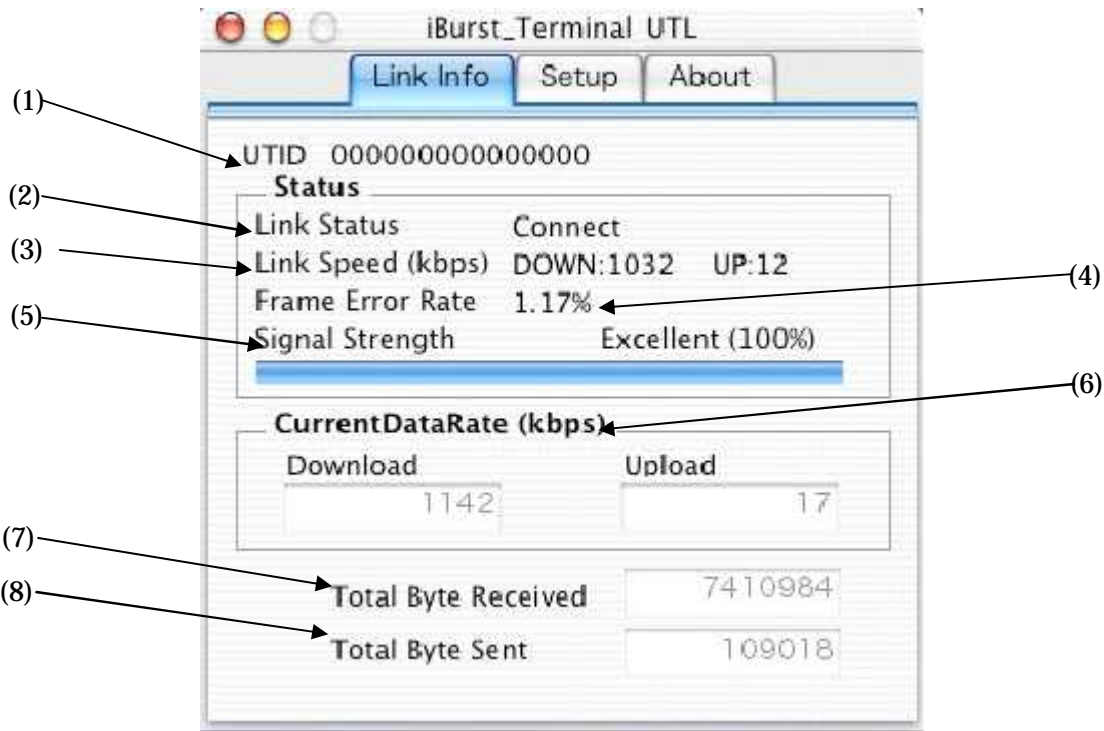 iBurst_Terminal UTL
Link Info Setup About
(1)
UTID 000000000000000
Status
(2)
Link Status Connect
(3)
Link Speed (kbps) DOWN:1032 UP:12
(4)
Frame Error Rate 1.17%
(5)
Signal Strength Excellent (100%)
(6)
CurrentDataRate (kbps)
Download Upload
1142 17
(7)
Total Byte Received 7410984
(8)
Total Byte Sent 109018